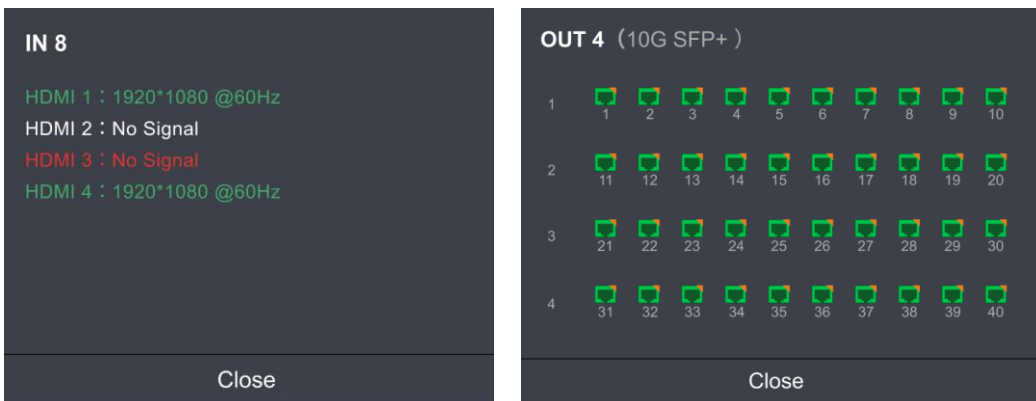 IN 8
HDMI 1：1920*1080 @60Hz
HDMI 2：No Signal
HDMI 3：No Signal
HDMI 4：1920*1080 @60Hz
Close
OUT 4（10G SFP+ ）
1
1 2 3 4 5 6 7 8 9 10
2
11 12 13 14 15 16 17 18 19 20
3
21 22 23 24 25 26 27 28 29 30
4
31 32 33 34 35 36 37 38 39 40
Close